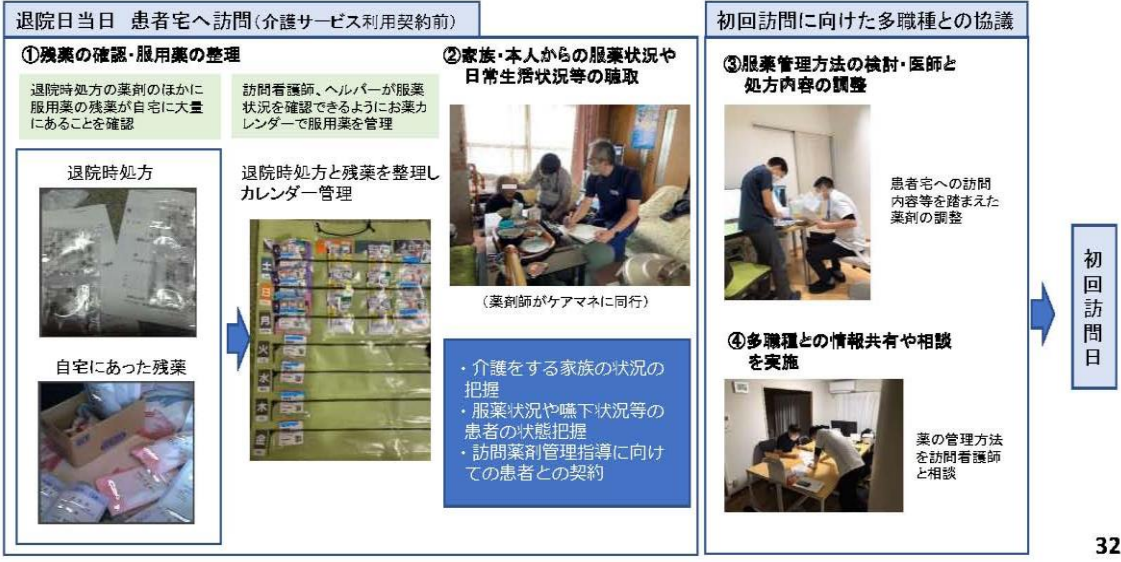 退院日当日 患者宅へ訪問(介護サービス利用契約前)
①残薬の確認・服用薬の整理
退院時処方の薬剤のほかに
服用薬の残薬が自宅に大量
にあることを確認
訪問看護師、ヘルパーが服薬
状況を確認できるようにお薬カ
レンダーで服用薬を管理
退院時処方
自宅にあった残薬
退院時処方と残薬を整理し
カレンダー管理
土
日
月
火
水
木
金
②家族・本人からの服薬状況や
日常生活状況等の聴取
(薬剤師がケアマネに同行)
・介護をする家族の状況の
把握
・服薬状況や嚥下状況等の
患者の状態把握
・訪問薬剤管理指導に向け
ての患者との契約
初回訪問に向けた多職種との協議
③服薬管理方法の検討・医師と
処方内容の調整
患者宅への訪問
内容等を踏まえた
薬剤の調整
④多職種との情報共有や相談
を実施
薬の管理方法
を訪問看護師
と相談
初回訪問日
32